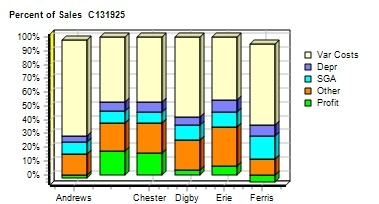 Percent of Sales C131925
100%
90%
80%
70%
60%
50%
40%
30%
20%
10%
0%
Andrews Chester Digby Erie Ferris
Var Costs
Depr
SGA
Other
Profit